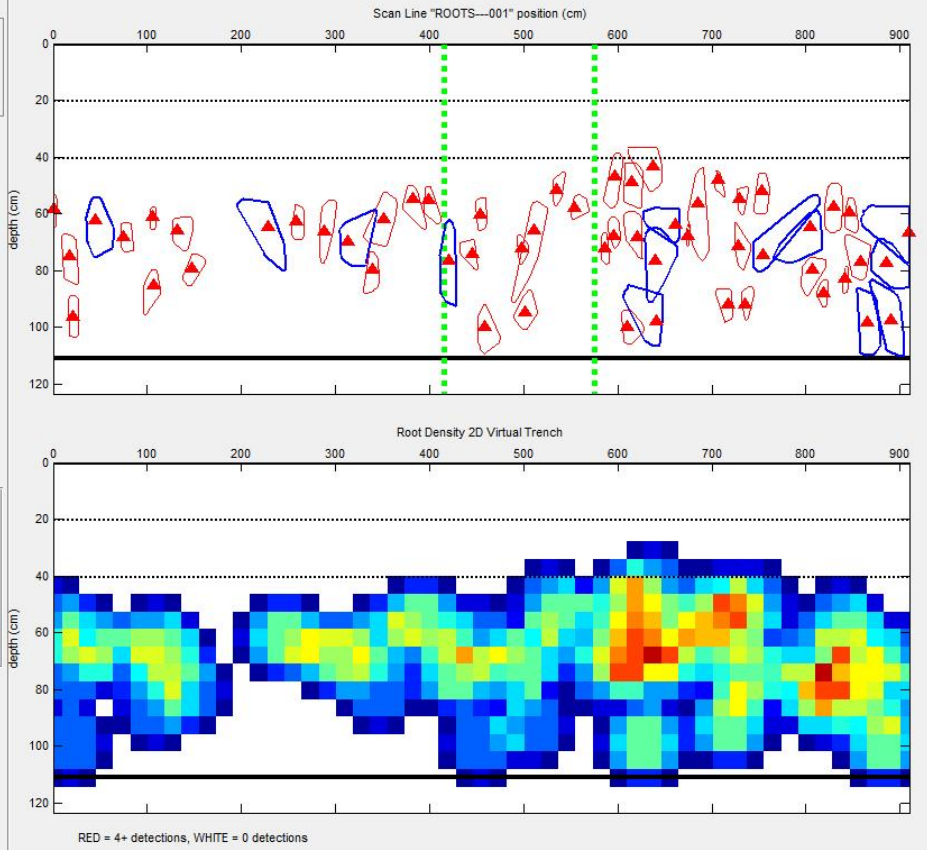 Scan Line "ROOTS---001" position (cm)
0 100 200 300 400 500 600 700 800 900
0
20
40
60
80
100
120
depth (cm)
Root Density 2D Virtual Trench
0 100 200 300 400 500 600 700 800 900
0
20
40
60
80
100
120
depth (cm)
RED = 4+ detections, WHITE = 0 detections